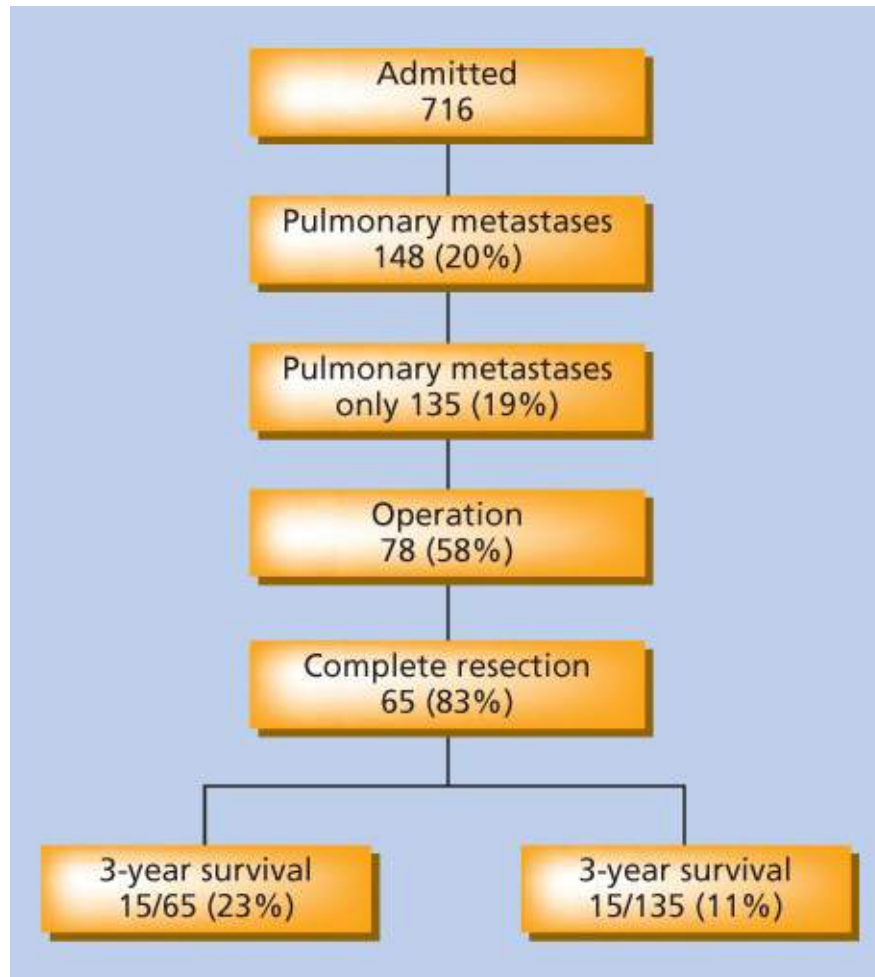 Admitted
716
Pulmonary metastases
148 (20%)
Pulmonary metastases
only 135 (19%)
Operation
78 (58%)
Complete resection
65 (83%)
3-year survival
15/65 (23%)
3-year survival
15/135 (11%)